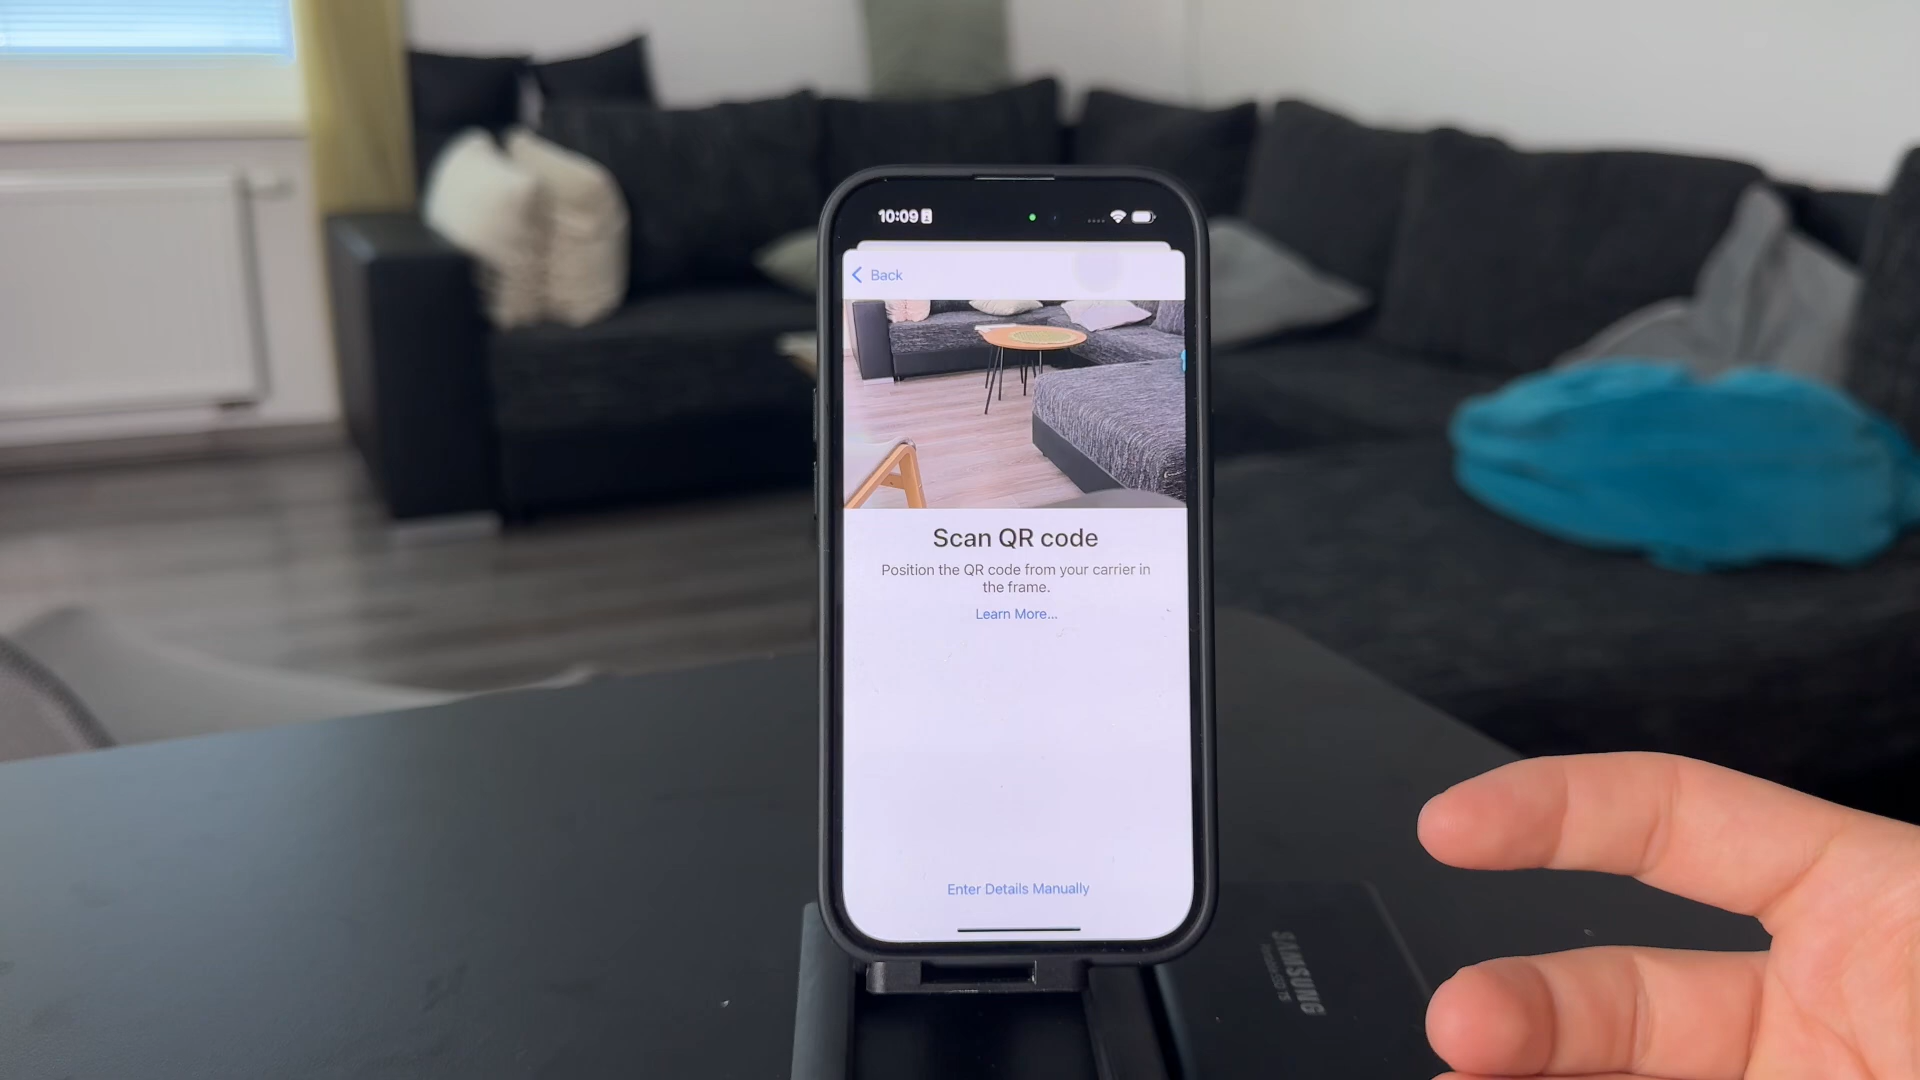 10:09
Back
Scan QR code
Position the QR code from your carrier in
the frame.
Learn More...
Enter Details Manually
SAMSUNG